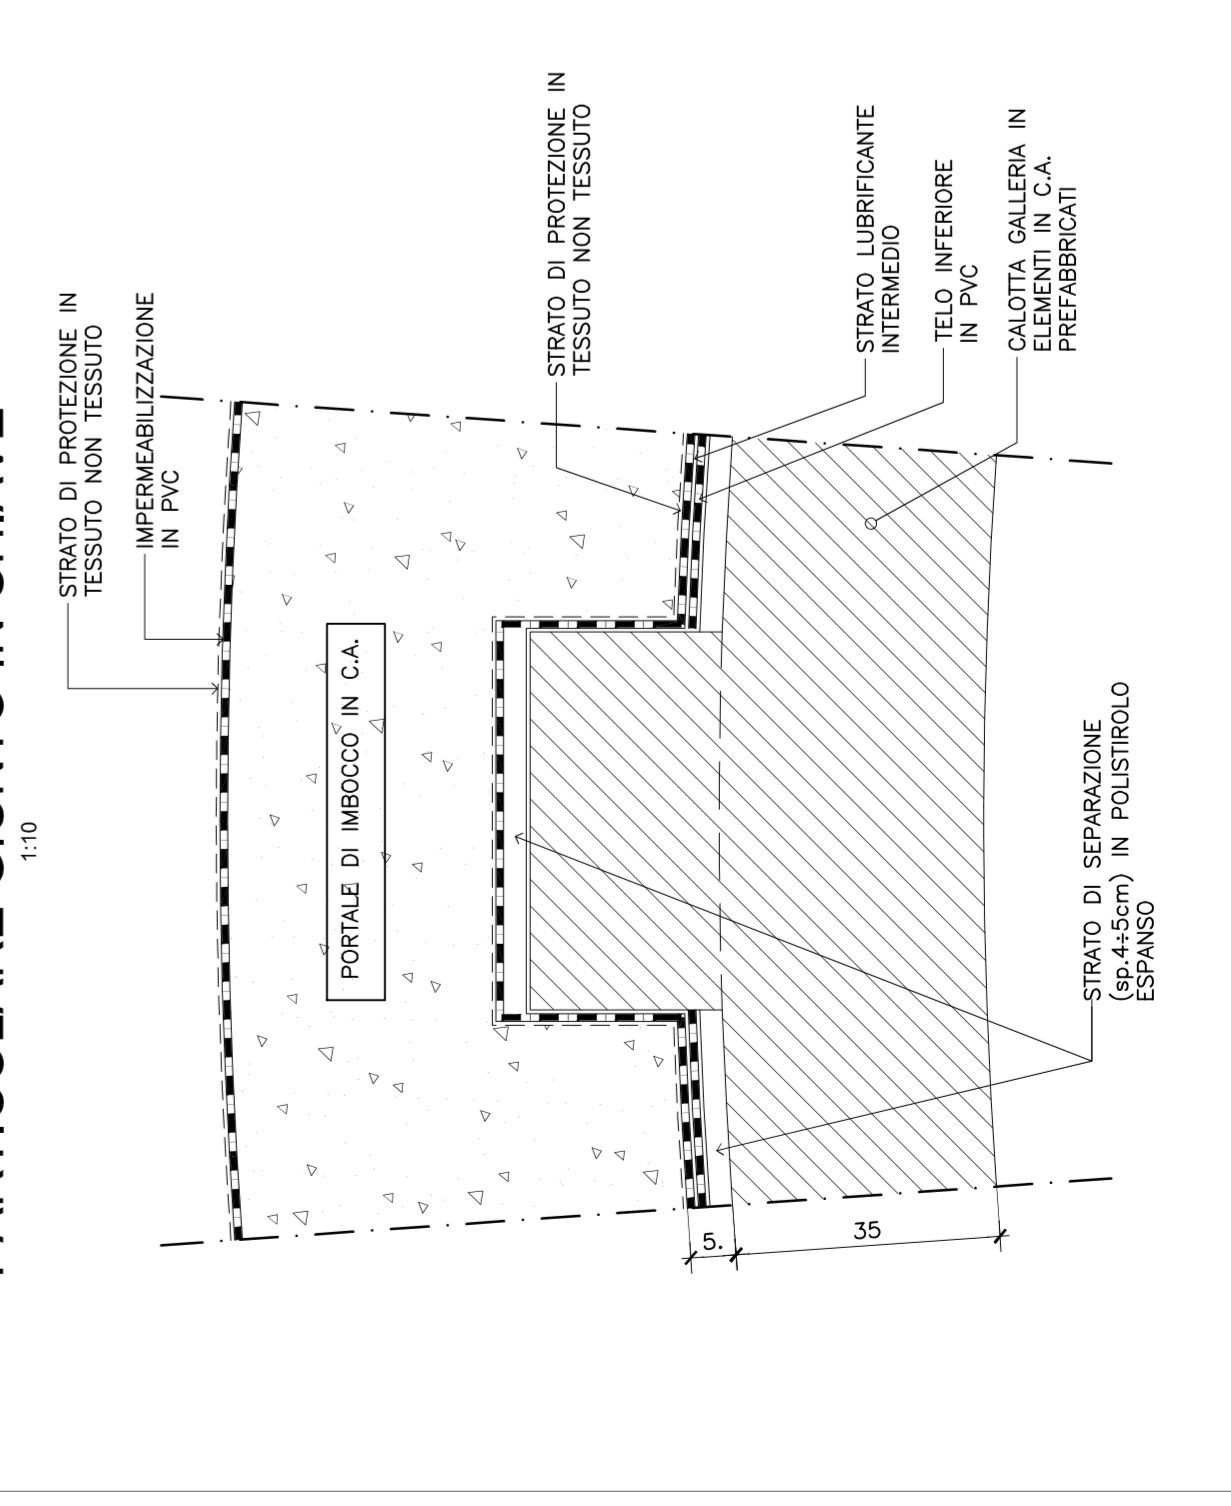 1:10
STRATO DI PROTEZIONE IN
TESSUTO NON TESSUTO
IMPERMEABILIZZAZIONE
IN PVC
PORTALE DI IMBOCCO IN C.A.
STRATO DI PROTEZIONE IN
TESSUTO NON TESSUTO
STRATO LUBRIFICANTE
INTERMEDIO
TELO INFERIORE
IN PVC
CALOTTA GALLERIA IN
ELEMENTI IN C.A.
PREFABBRICATI
STRATO DI SEPARAZIONE
(sp.4÷5cm) IN POLISTIROLO
ESPANSO
5.
35